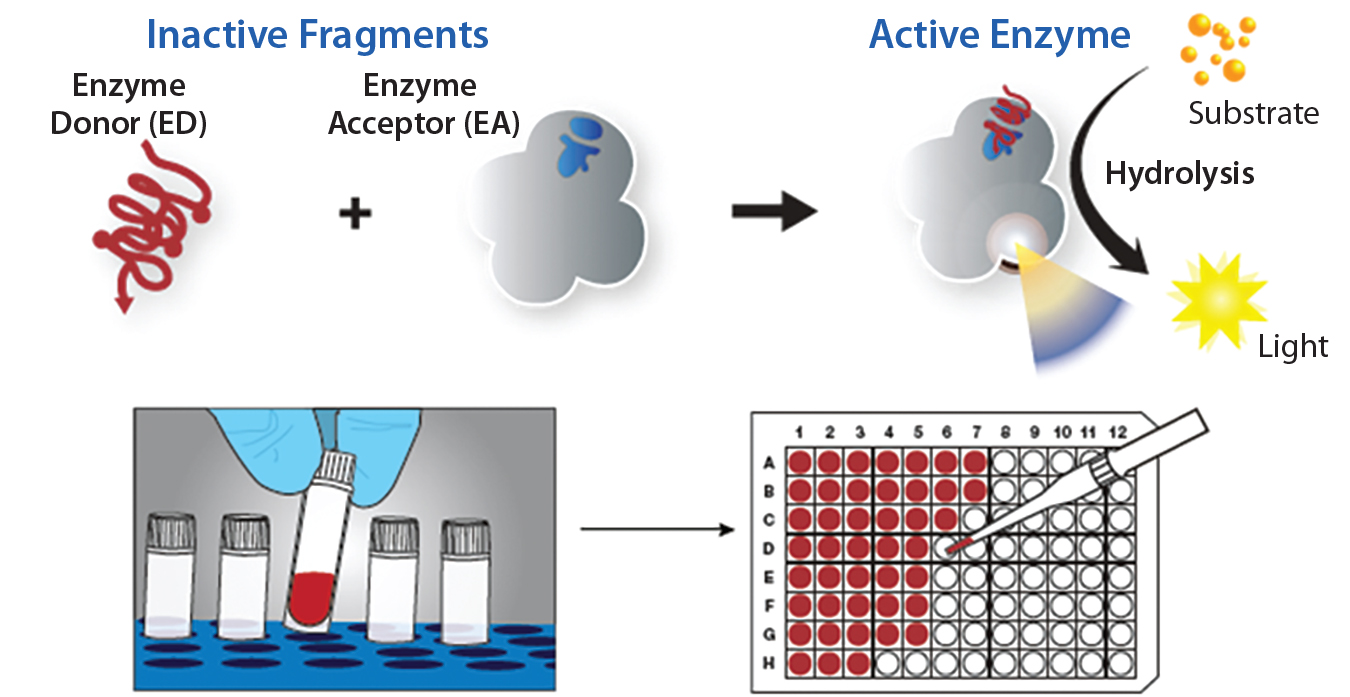 Inactive Fragments
Active Enzyme
Enzyme
Donor (ED)
Enzyme
Acceptor (EA)
Substrate
Hydrolysis
Light
1 2 3 4 5 6 7 8 9 10 11 12
A
B
C
D
E
F
G
H